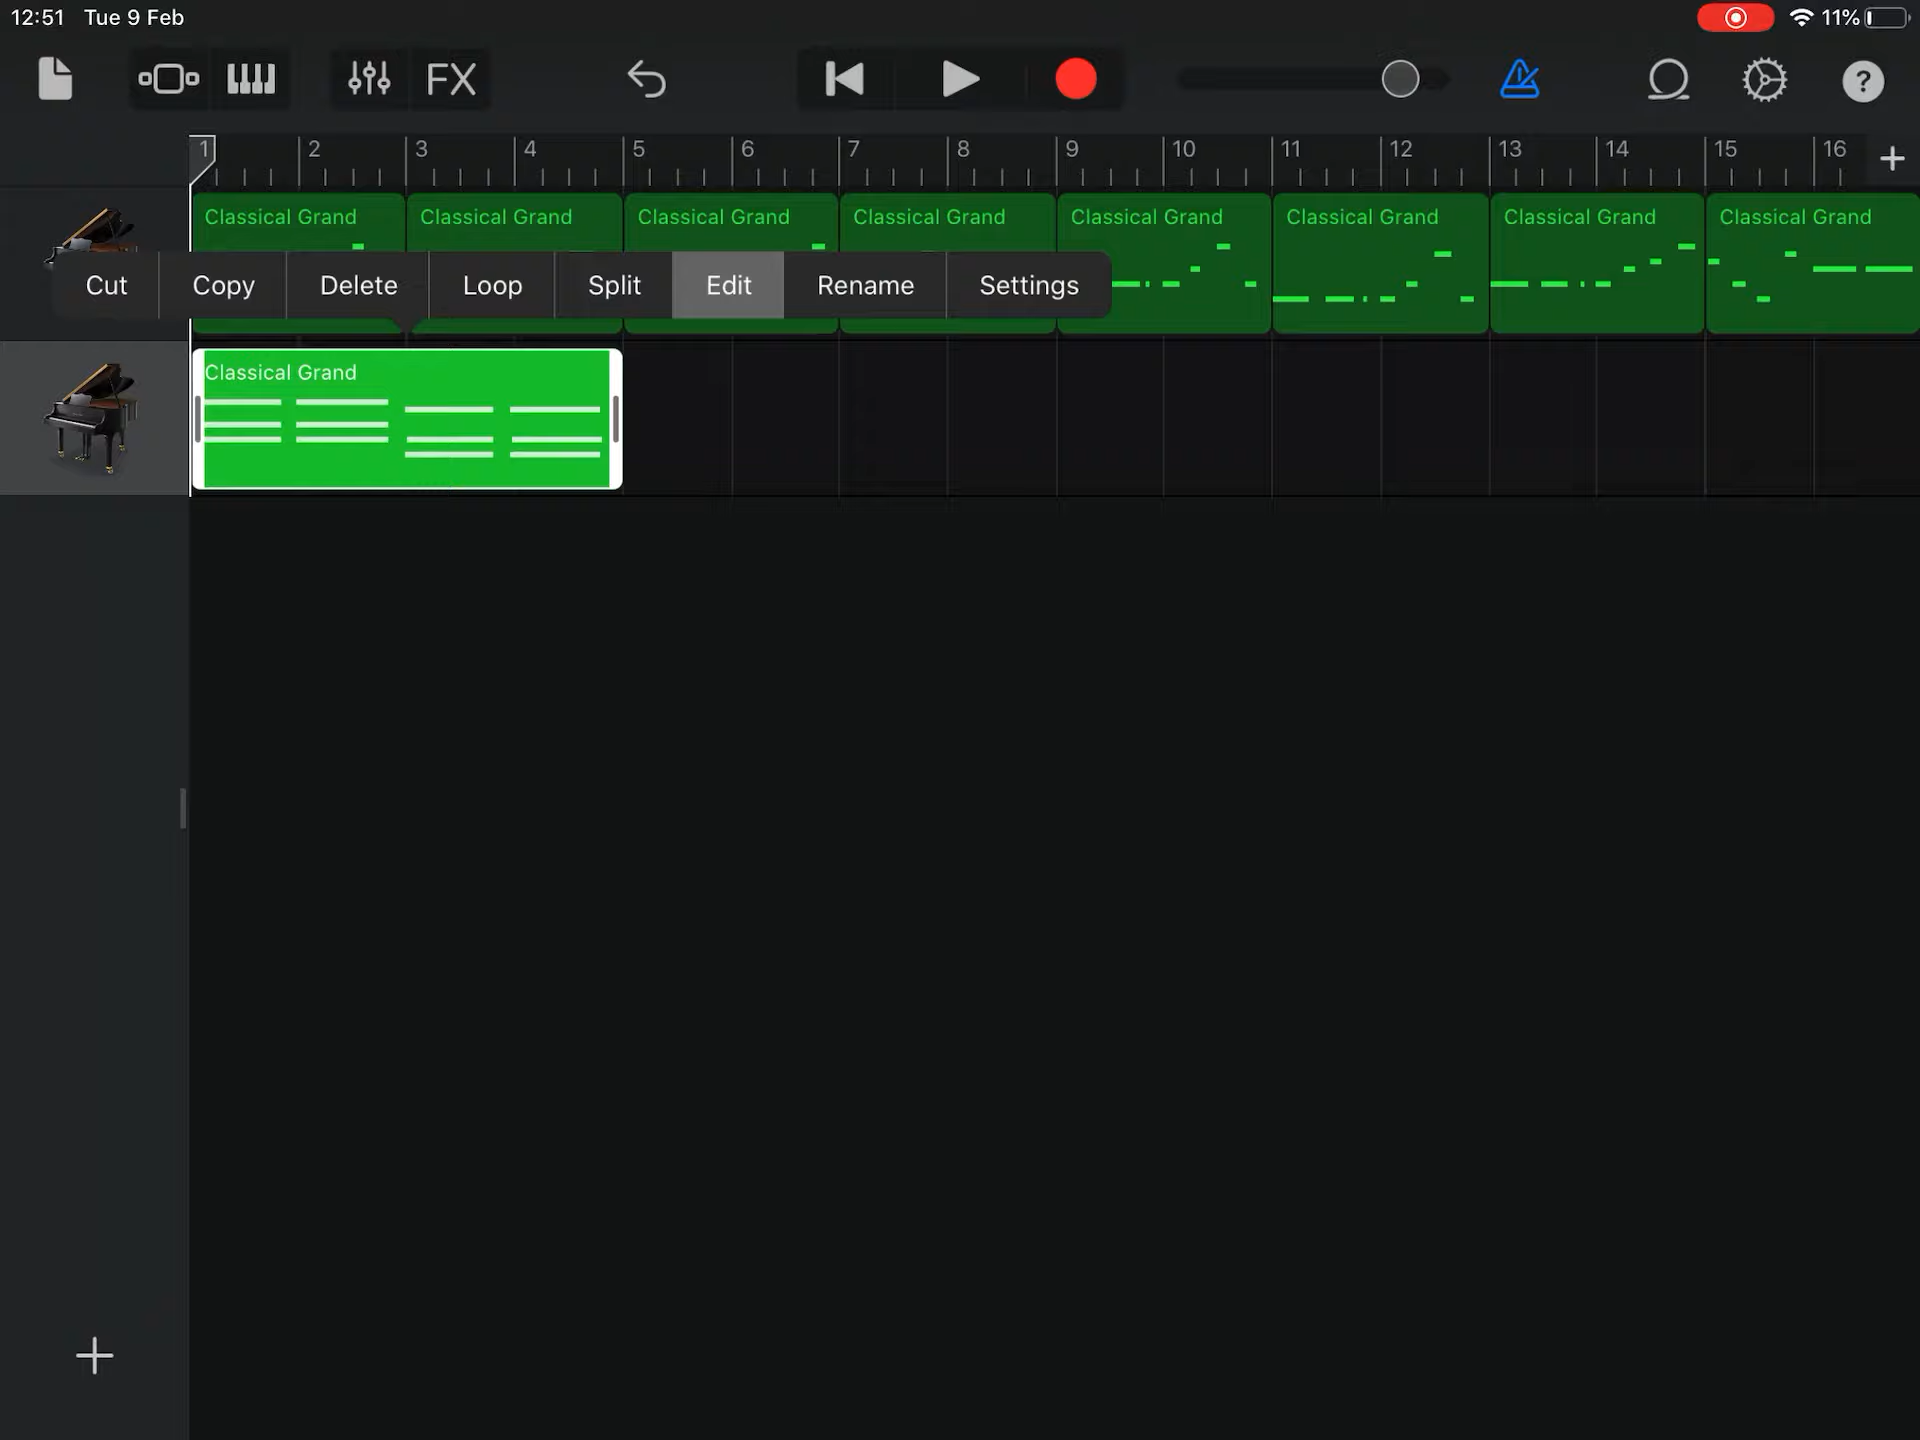 12:51 Tue 9 Feb 11%
FX ?
1 2 3 4 5 6 7 8 9 10 11 12 13 14 15 16 +
Classical Grand Classical Grand Classical Grand Classical Grand Classical Grand Classical Grand Classical Grand Classical Grand
Cut Copy Delete Loop Split Edit Rename Settings
Classical Grand
+